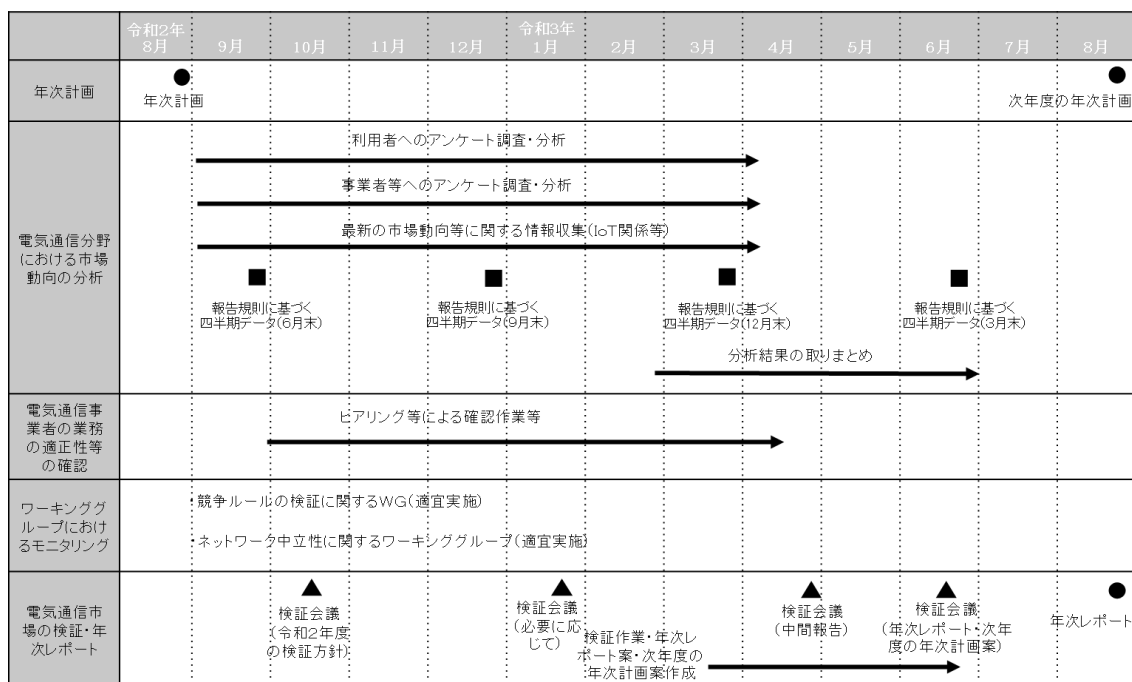 令和2年
8月
9月
10月
11月
12月
令和3年
1月
2月
3月
4月
5月
6月
7月
8月
年次計画
年次計画
次年度の年次計画
電気通信分野
における市場
動向の分析
利用者へのアンケート調査・分析
事業者等へのアンケート調査・分析
最新の市場動向等に関する情報収集(IoT関係等)
報告規則に基づく
四半期データ(6月末)
報告規則に基づく
四半期データ(9月末)
報告規則に基づく
四半期データ(12月末)
報告規則に基づく
四半期データ(3月末)
分析結果の取りまとめ
電気通信事
業者の業務
の適正性等
の確認
ヒアリング等による確認作業等
ワーキンググ
ループにおけ
るモニタリング
・競争ルールの検証に関するWG(適宜実施)
・ネットワーク中立性に関するワーキンググループ(適宜実施)
電気通信市
場の検証・年
次レポート
検証会議
(令和2年度
の検証方針)
検証会議
(必要に応
じて)
検証作業・年次レ
ポート案・次年度の
年次計画案作成
検証会議
(中間報告)
検証会議
(年次レポート・次年
度の年次計画案)
年次レポート